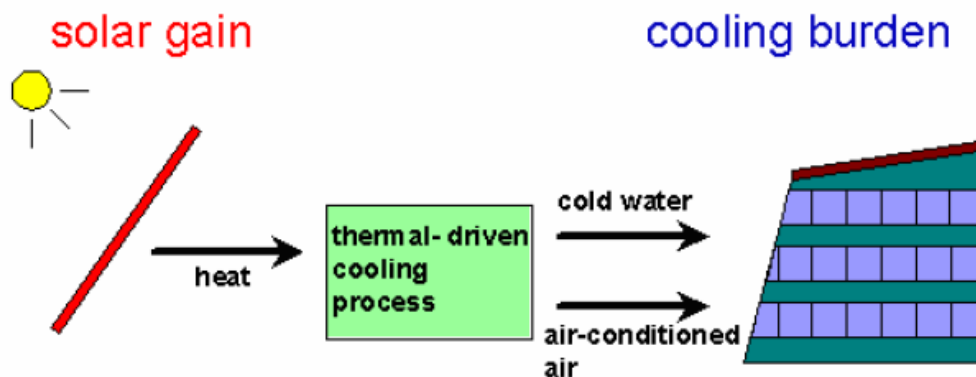 solar gain
cooling burden
heat
thermal- driven
cooling
process
cold water
air-conditioned
air